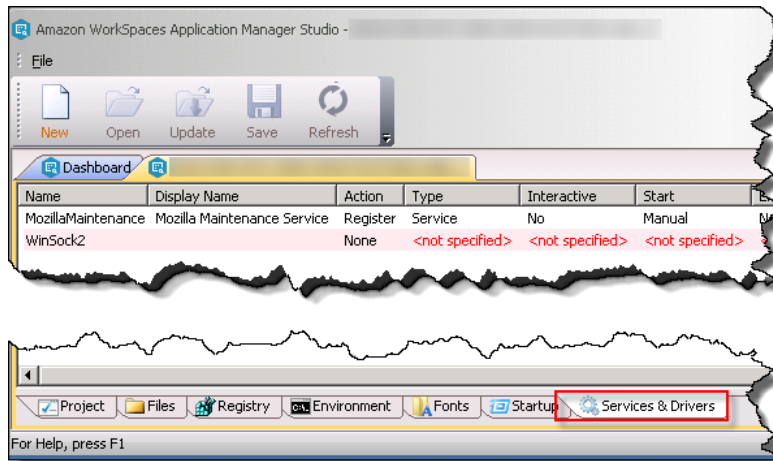 Amazon WorkSpaces Application Manager Studio -
File
New Open Update Save Refresh
Dashboard
Name Display Name Action Type Interactive Start
MozillaMaintenance Mozilla Maintenance Service Register Service No Manual
WinSock2 None <not specified> <not specified> <not specified>
Project Files Registry Environment Fonts Startup Services & Drivers
For Help, press F1